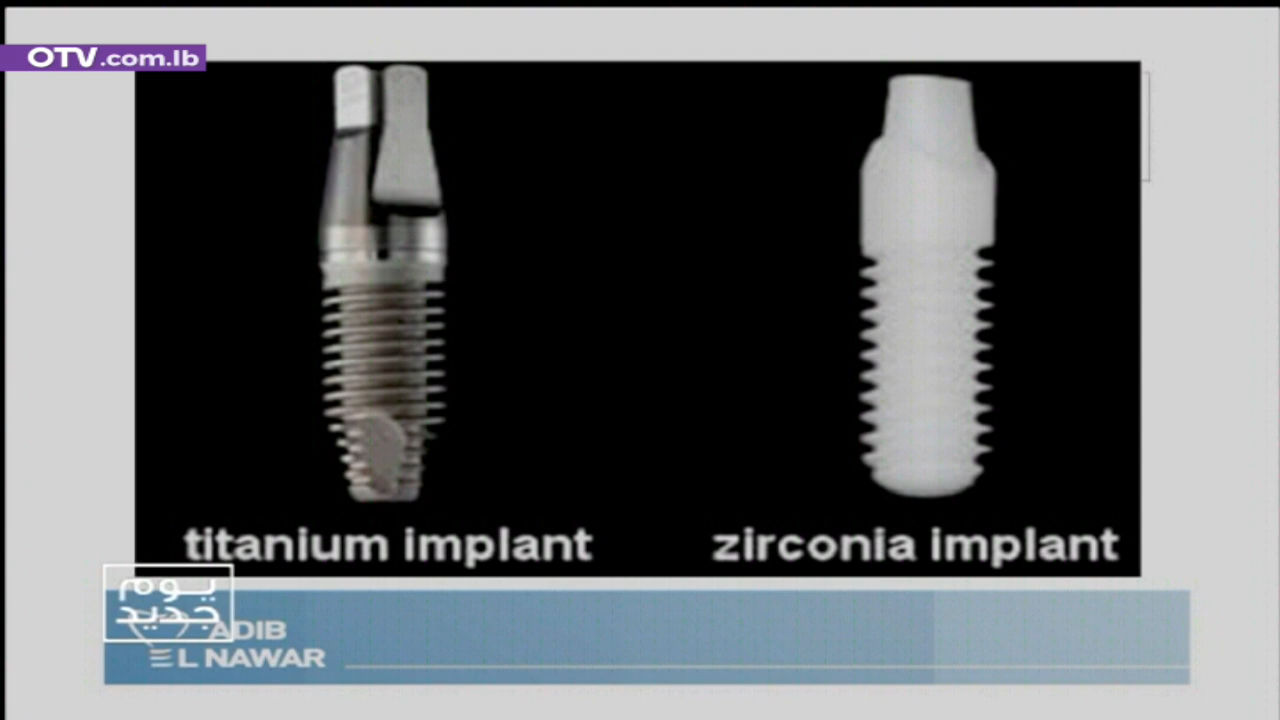 OTV.com.lb
titanium implant
zirconia implant
يوم
جديد
ADIB
EL NAWAR